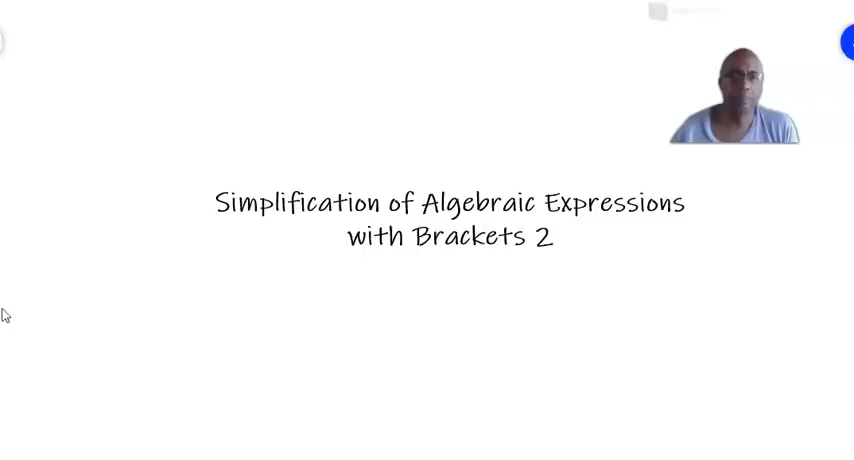 Simplification of Algebraic Expressions
with Brackets 2